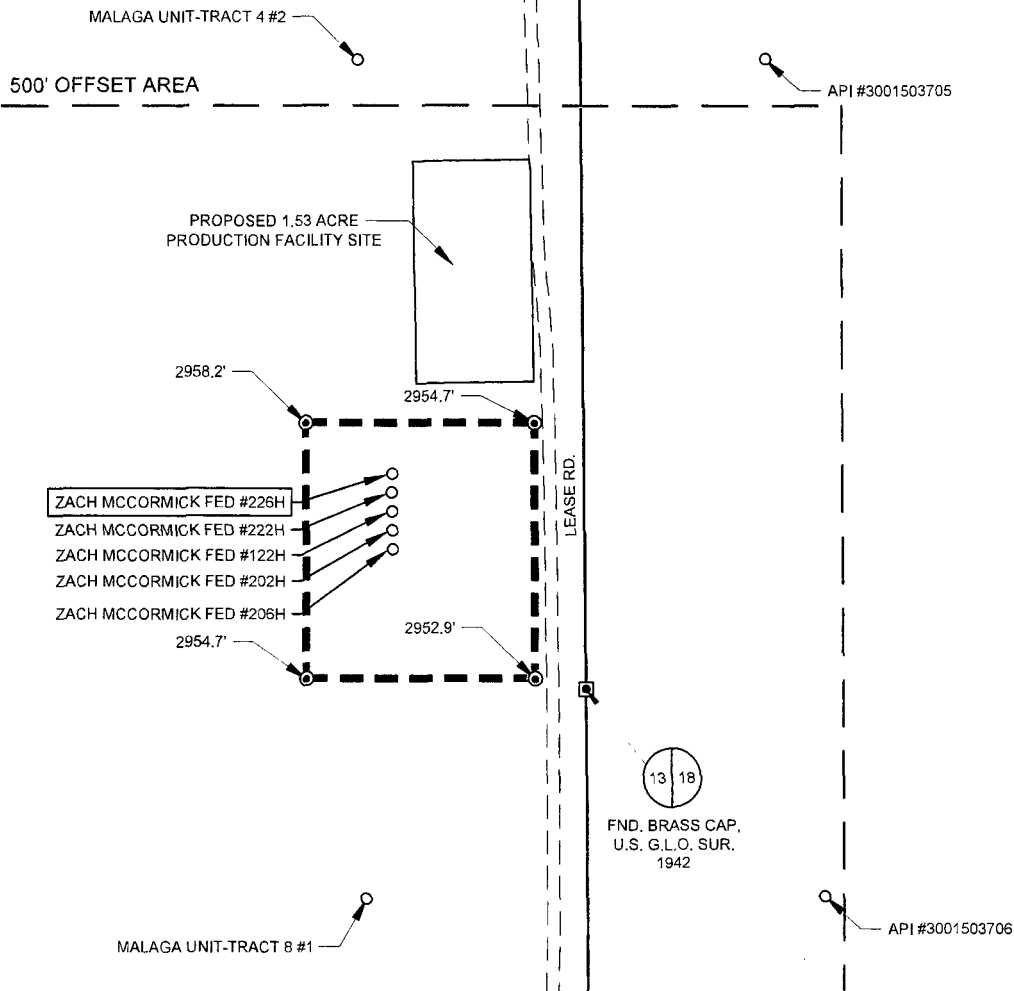 MALAGA UNIT-TRACT 4 #2
500' OFFSET AREA
API #3001503705
PROPOSED 1.53 ACRE
PRODUCTION FACILITY SITE
2958.2'
2954.7'
LEASE RD.
ZACH MCCORMICK FED #226H
ZACH MCCORMICK FED #222H
ZACH MCCORMICK FED #122H
ZACH MCCORMICK FED #202H
ZACH MCCORMICK FED #206H
2954.7'
2952.9'
13 18
FND. BRASS CAP,
U.S. G.L.O. SUR.
1942
MALAGA UNIT-TRACT 8 #1
API #3001503706